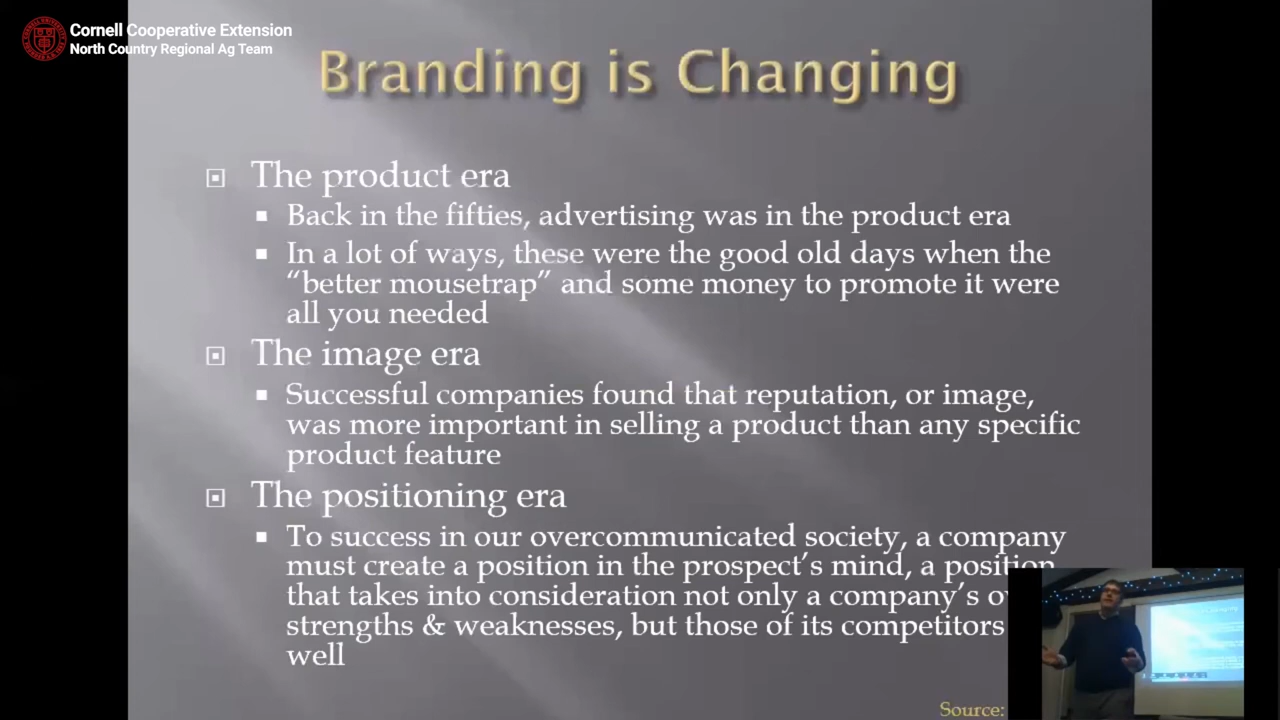 Cornell Cooperative Extension
North Country Regional Ag Team
Branding is Changing
The product era
Back in the fifties, advertising was in the product era
In a lot of ways, these were the good old days when the
“better mousetrap” and some money to promote it were
all you needed
The image era
Successful companies found that reputation, or image,
was more important in selling a product than any specific
product feature
The positioning era
To success in our overcommunicated society, a company
must create a position in the prospect’s mind, a position
that takes into consideration not only a company’s
strengths & weaknesses, but those of its competitors
well
Source: